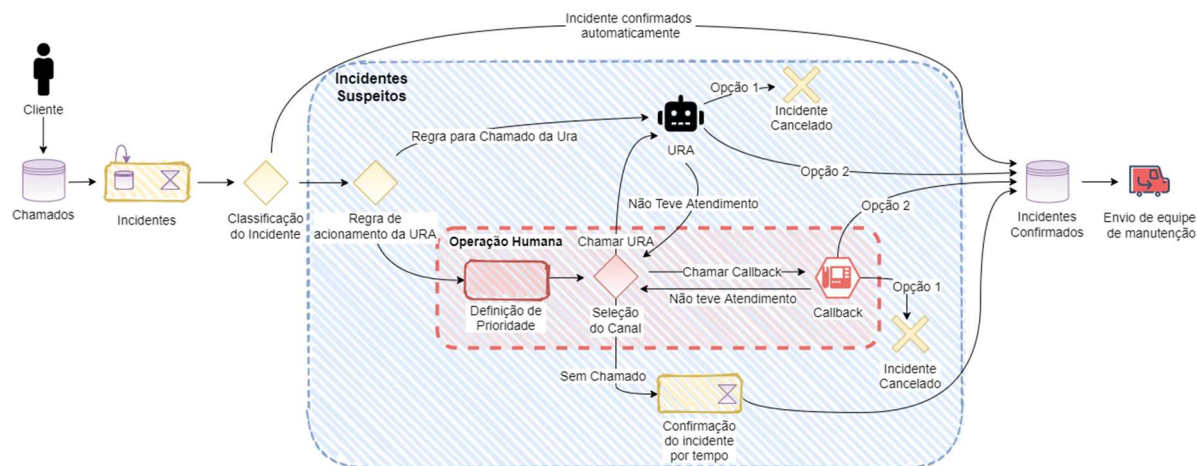 Incidente confirmados
automaticamente
Incidentes
Suspeitos
Cliente
Opção 1
Incidente
Cancelado
Regra para Chamado da Ura
URA
Opção 2
Chamados
Incidentes
Classificação
do Incidente
Regra de
acionamento da URA
Não Teve Atendimento
Opção 2
Incidentes
Confirmados
Envio de equipe
de manutenção
Operação Humana
Chamar URA
Chamar Callback
Não teve Atendimento
Opção 1
Definição de
Prioridade
Seleção
do Canal
Callback
Incidente
Cancelado
Sem Chamado
Confirmação
do incidente
por tempo